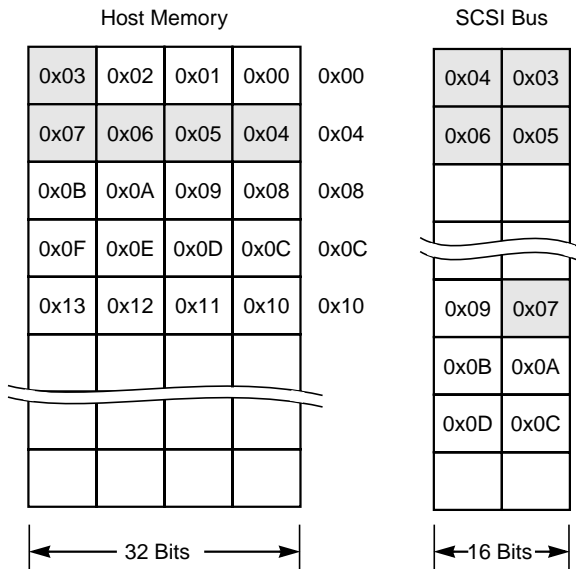 Host Memory
SCSI Bus
0x03 0x02 0x01 0x00 0x00
0x04 0x03
0x07 0x06 0x05 0x04 0x04
0x06 0x05
0x0B 0x0A 0x09 0x08 0x08
0x0F 0x0E 0x0D 0x0C 0x0C
0x13 0x12 0x11 0x10 0x10
0x09 0x07
0x0B 0x0A
0x0D 0x0C
32 Bits
16 Bits